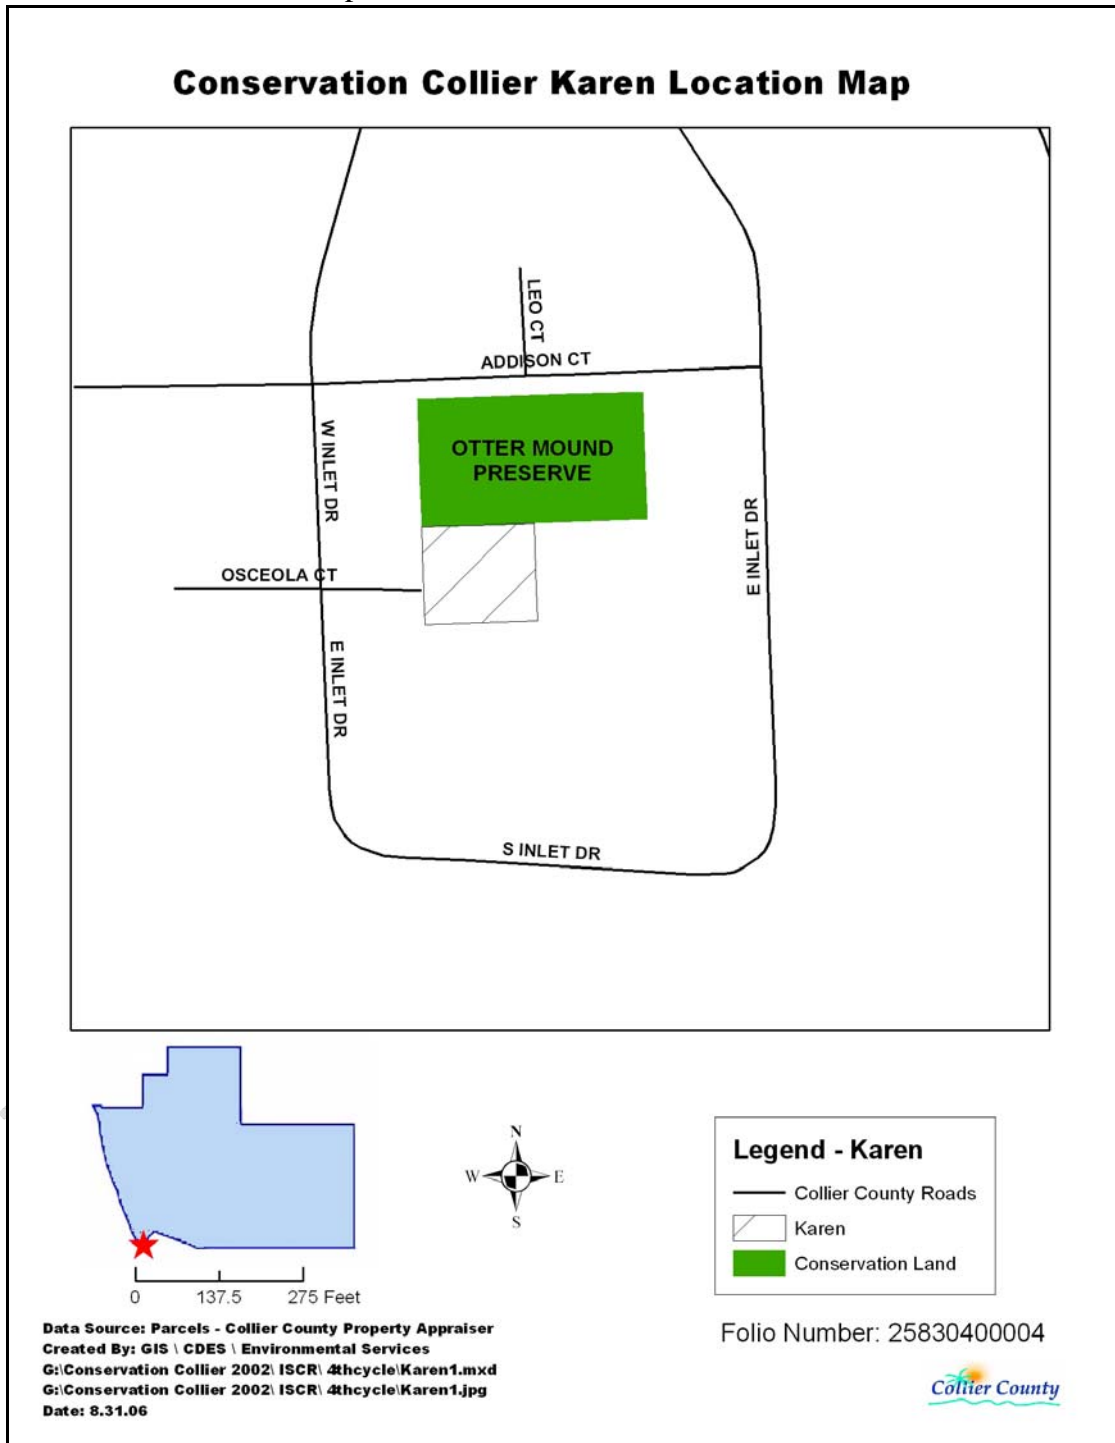 Conservation Collier Karen Location Map
LEO CT
ADDISON CT
W INLET DR
OTTER MOUND
PRESERVE
E INLET DR
OSCEOLA CT
E INLET DR
S INLET DR
N
W E
S
0 137.5 275 Feet
Legend - Karen
Collier County Roads
Karen
Conservation Land
Folio Number: 25830400004
Data Source: Parcels - Collier County Property Appraiser
Created By: GIS \ CDES \ Environmental Services
G:\Conservation Collier 2002\ ISCR\ 4thcycle\Karen1.mxd
G:\Conservation Collier 2002\ ISCR\ 4thcycle\Karen1.jpg
Date: 8.31.06
Collier County